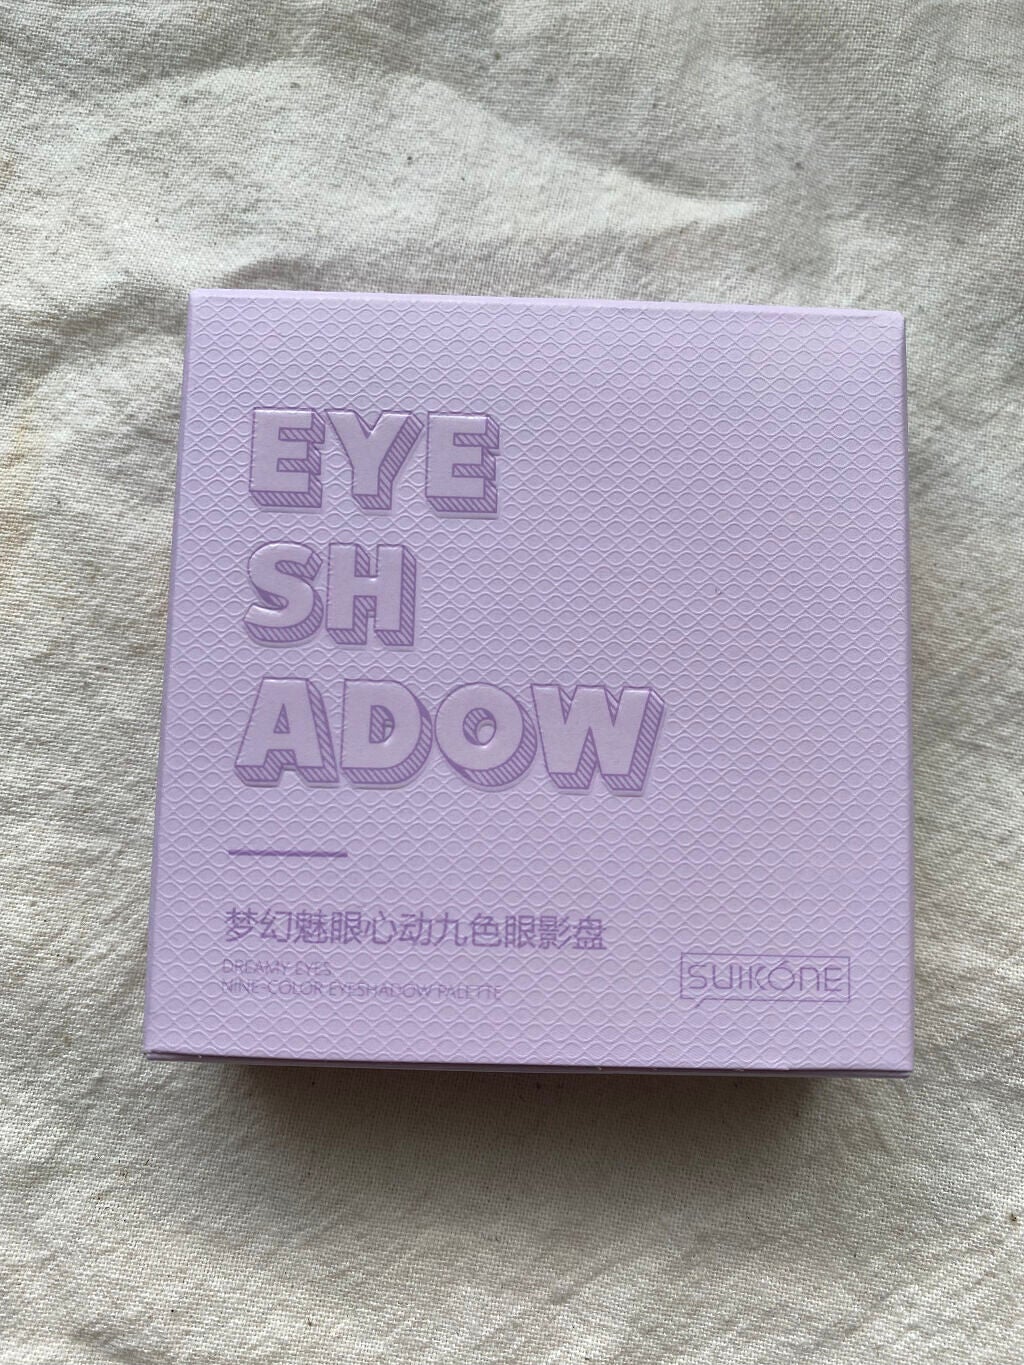 EYE
SH
ADOW
梦幻魅眼心动九色眼影盘
DREAMY EYES
NINE-COLOR EYESHADOW PALETTE
SUIKÓNE